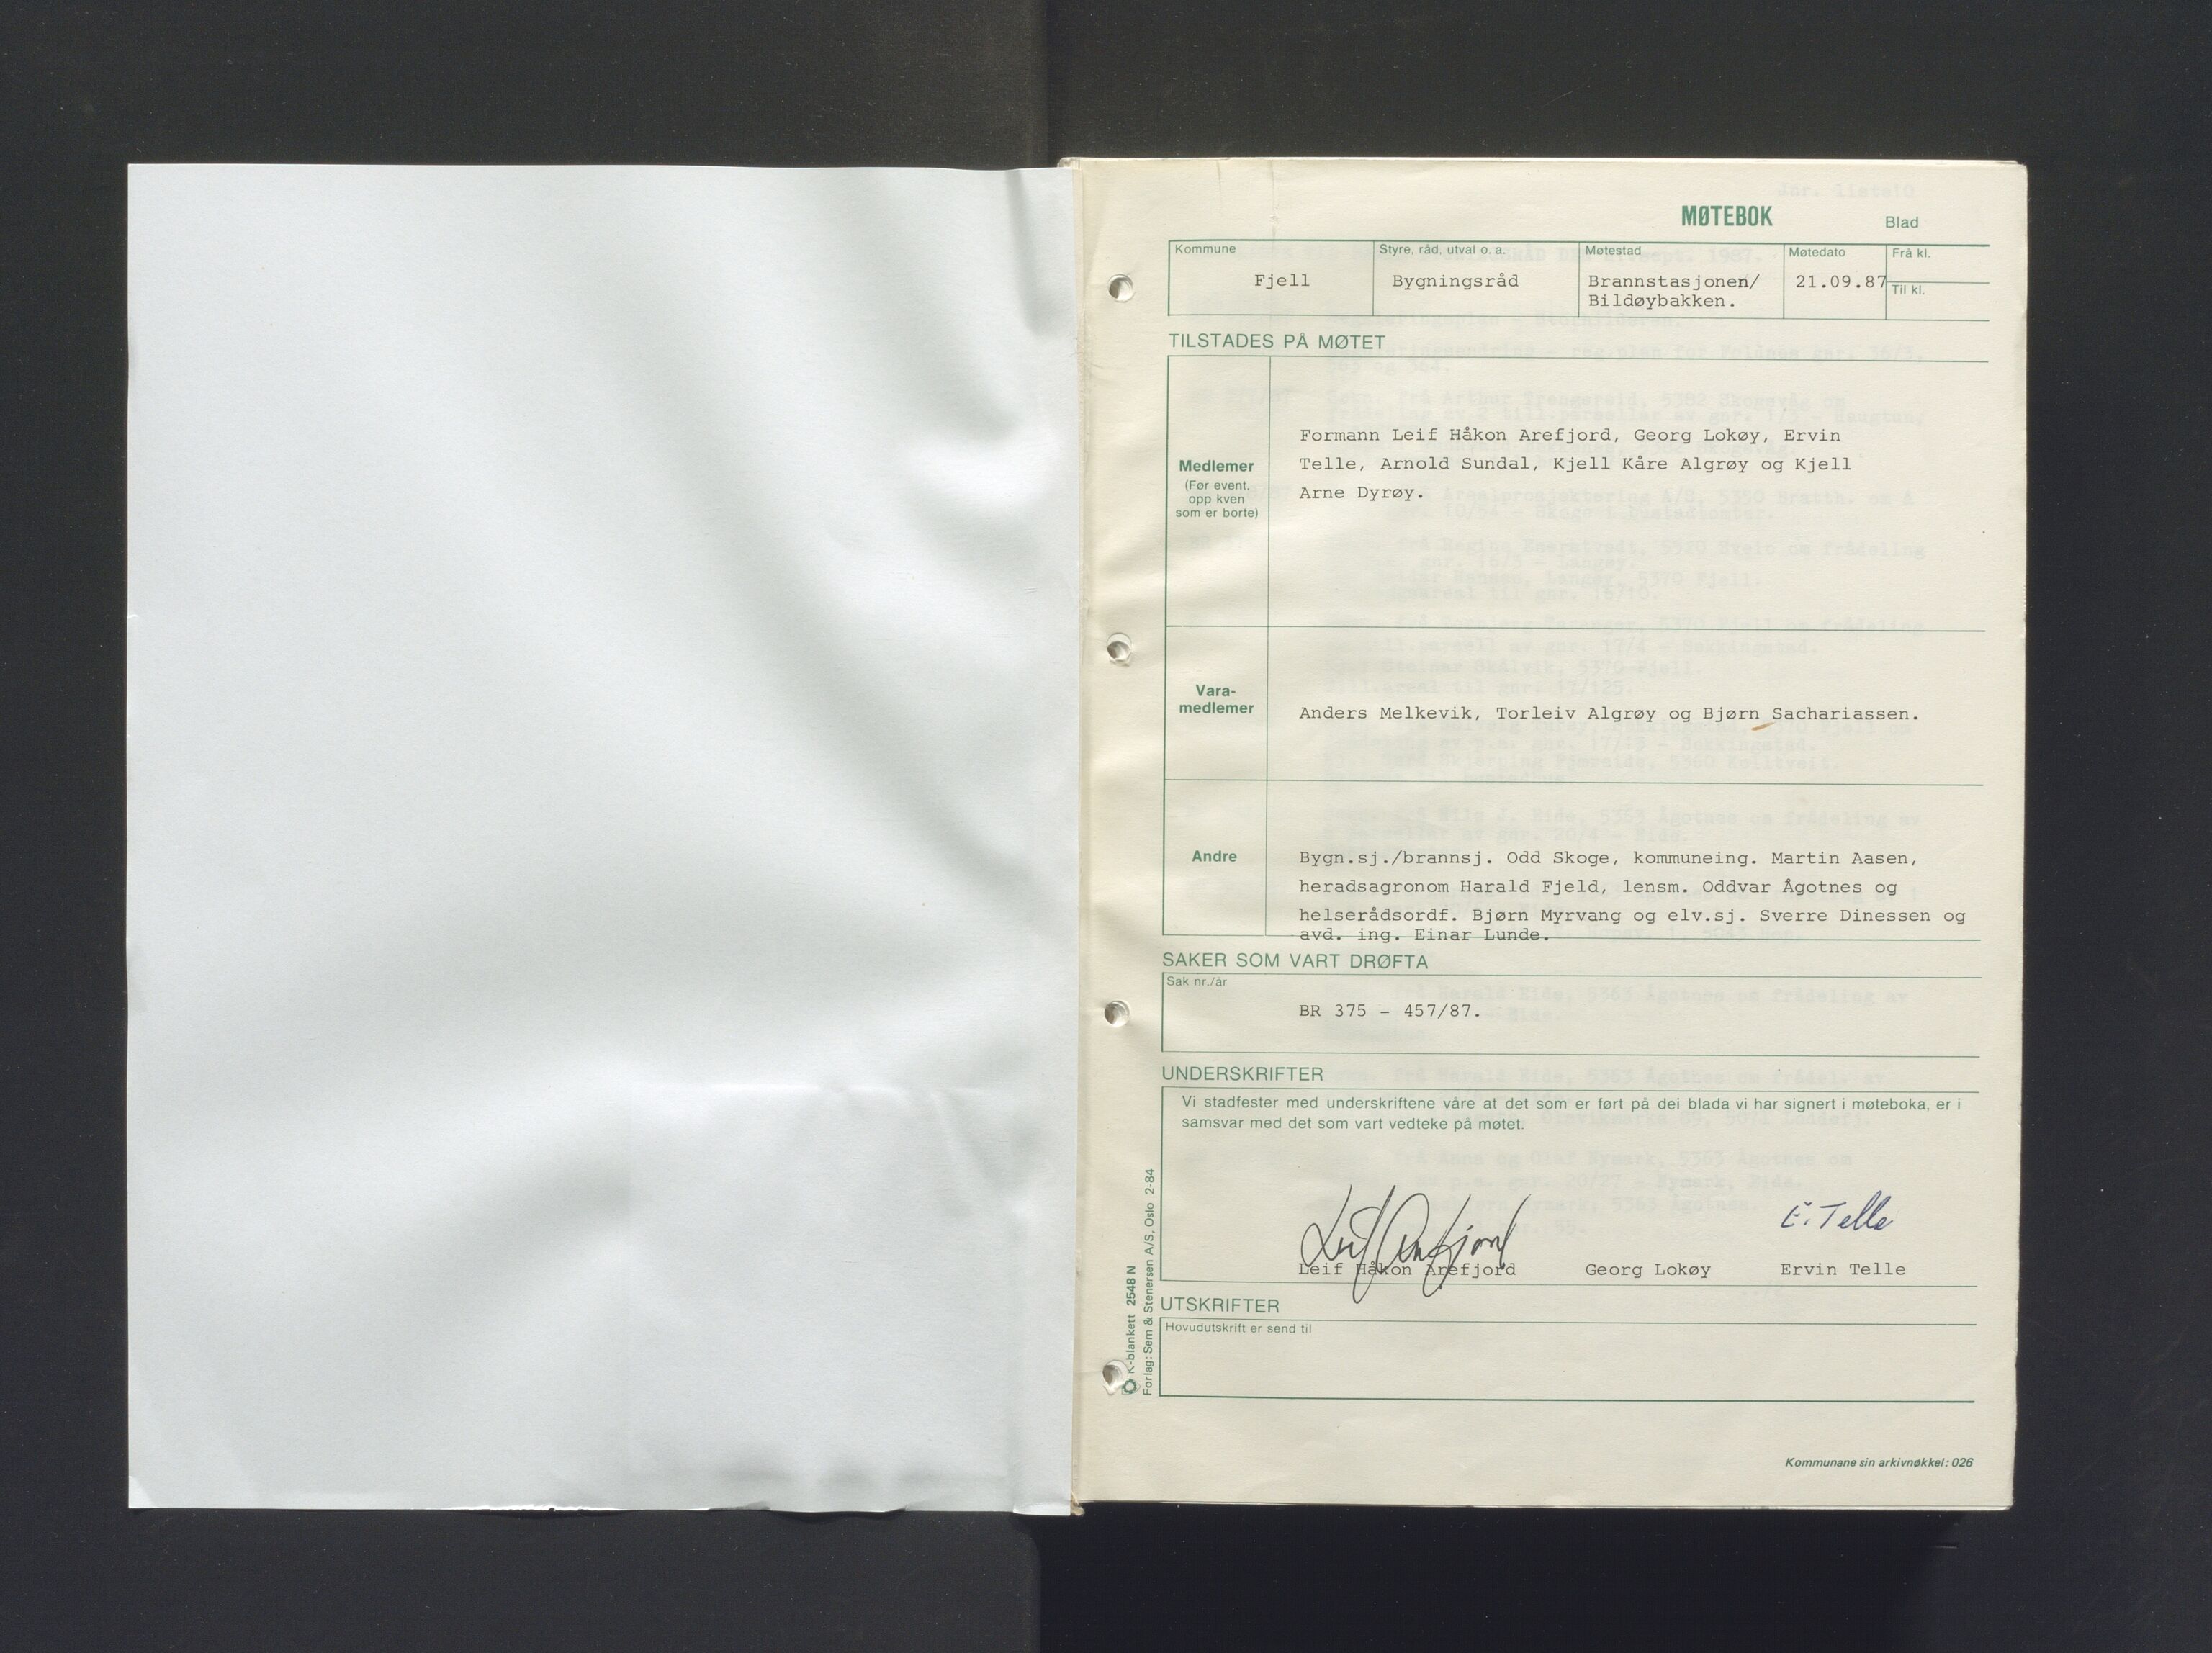 MØTEBOK
Blad
Kommune
Fjell
Styre, råd, utval o. a.
Bygningsråd
Møtestad
Brannstasjonen/
Bildøybakken.
Møtedato
21.09.87
Frå kl.
Til kl.
TILSTADES PÅ MØTET
Medlemer
(Før event.
opp kven
som er borte)
Formann Leif Håkon Arefjord, Georg Lokøy, Ervin
Telle, Arnold Sundal, Kjell Kåre Algrøy og Kjell
Arne Dyrøy.
Vara-
medlemer
Anders Melkevik, Torleiv Algrøy og Bjørn Sachariassen.
Andre
Bygn.sj./brannsj. Odd Skoge, kommuneing. Martin Aasen,
heradsagronom Harald Fjeld, lensm. Oddvar Ågotnes og
helserådsordf. Bjørn Myrvang og elv.sj. Sverre Dinessen og
avd. ing. Einar Lunde.
SAKER SOM VART DRØFTA
Sak nr./år
BR 375 - 457/87.
UNDERSKRIFTER
Vi stadfester med underskriftene våre at det som er ført på dei blada vi har signert i møteboka, er i
samsvar med det som vart vedteke på møtet.
Leif Arefjord
E. Telle
Leif Håkon Arefjord Georg Lokøy Ervin Telle
UTSKRIFTER
Hovudutskrift er send til
K-blankett 2548 N
Forlag: Sem & Stenersen A/S, Oslo 2-84
Kommunane sin arkivnøkkel: 026